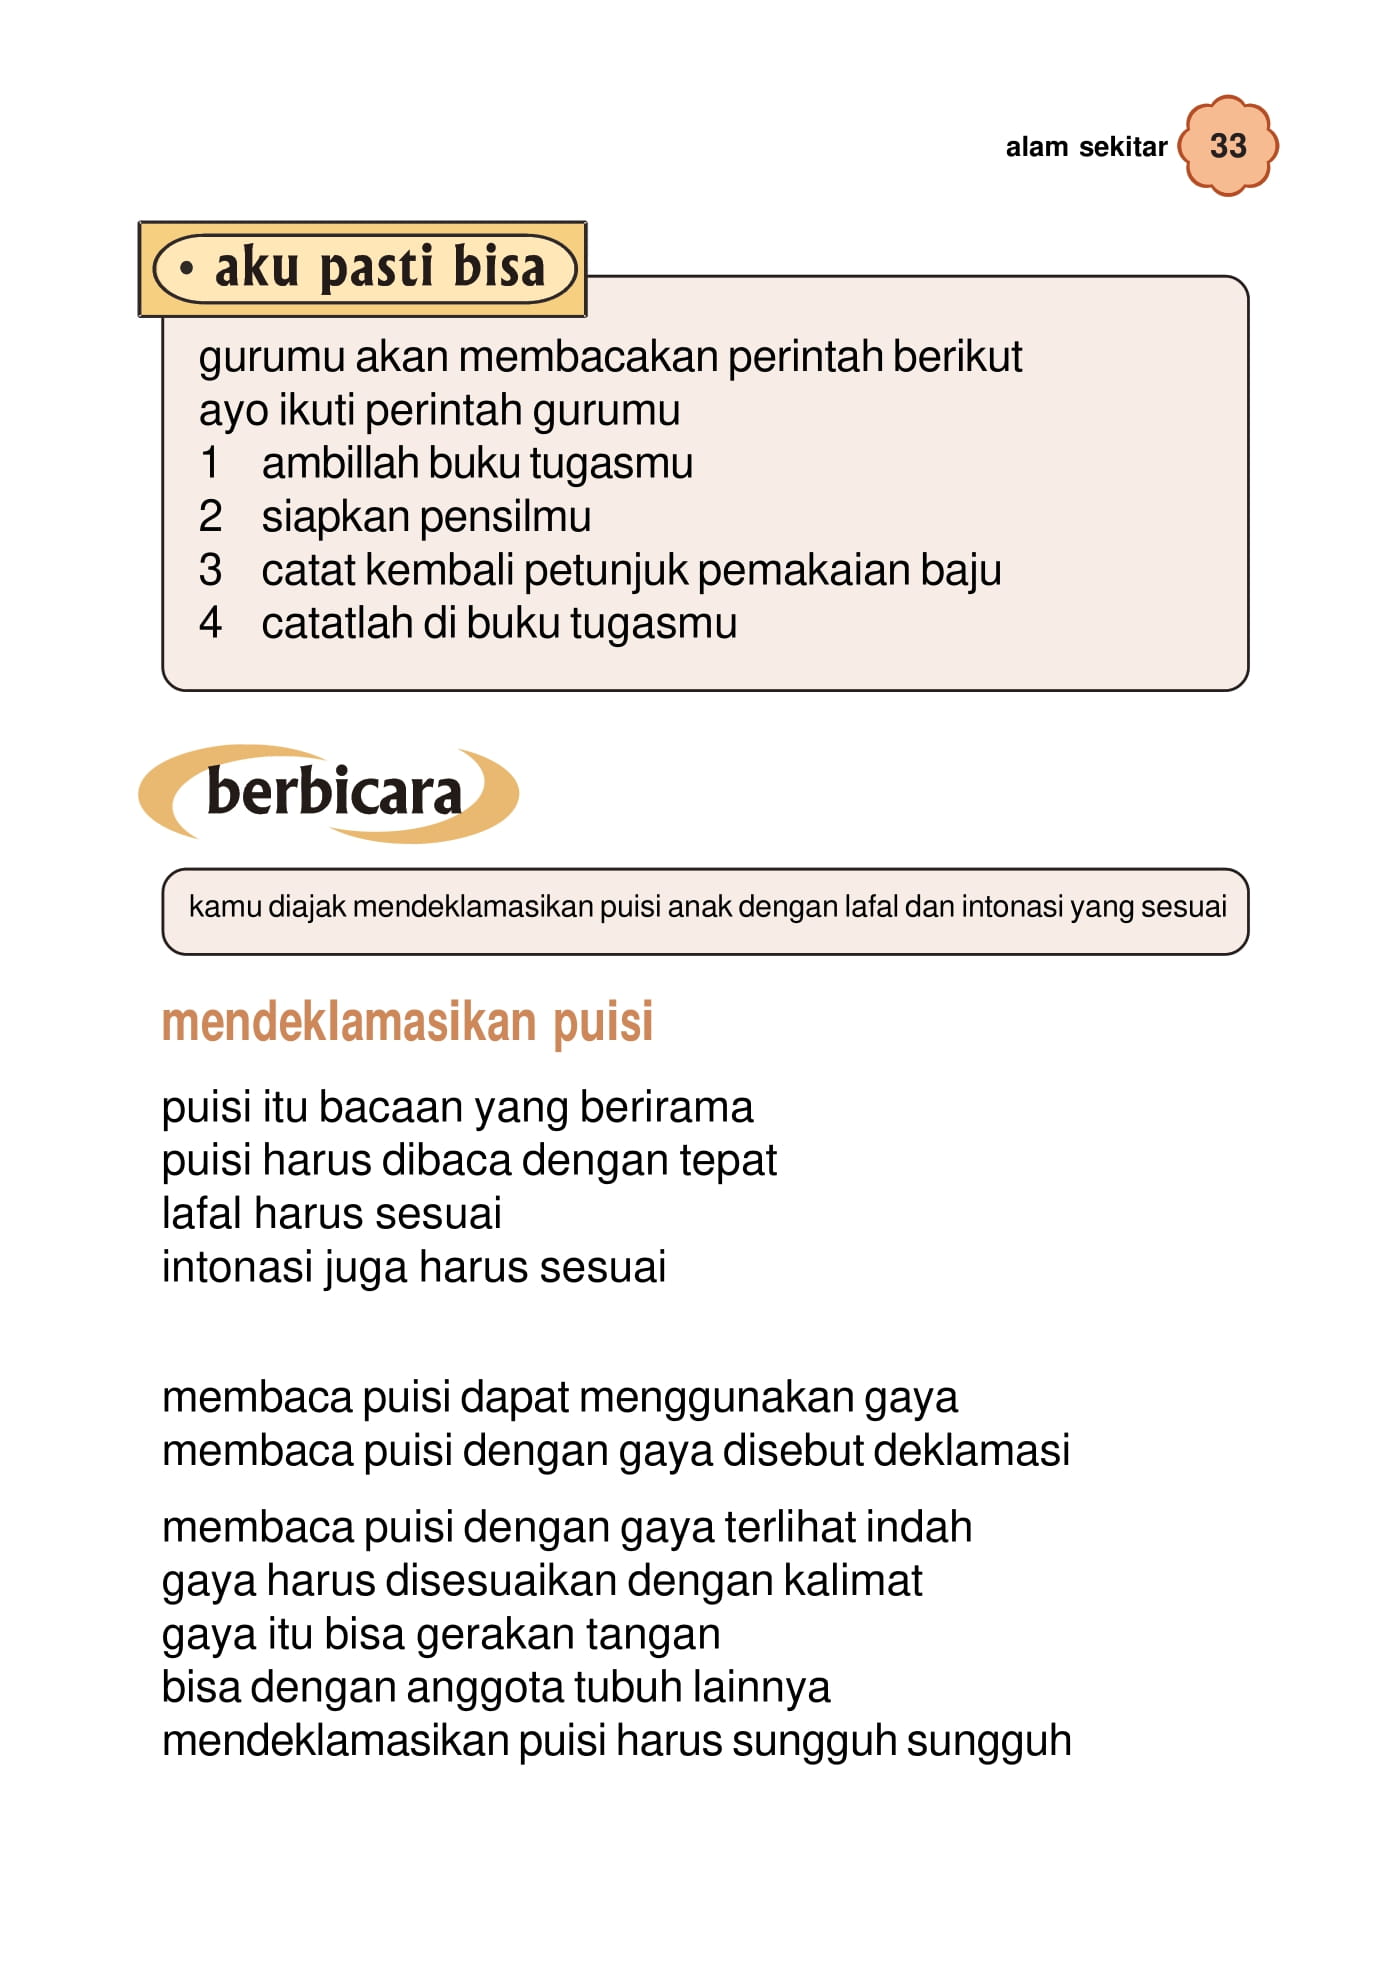 alam sekitar 33
• aku pasti bisa
gurumu akan membacakan perintah berikut
ayo ikuti perintah gurumu
1 ambillah buku tugasmu
2 siapkan pensilmu
3 catat kembali petunjuk pemakaian baju
4 catatlah di buku tugasmu
berbicara
kamu diajak mendeklamasikan puisi anak dengan lafal dan intonasi yang sesuai
mendeklamasikan puisi
puisi itu bacaan yang berirama
puisi harus dibaca dengan tepat
lafal harus sesuai
intonasi juga harus sesuai
membaca puisi dapat menggunakan gaya
membaca puisi dengan gaya disebut deklamasi
membaca puisi dengan gaya terlihat indah
gaya harus disesuaikan dengan kalimat
gaya itu bisa gerakan tangan
bisa dengan anggota tubuh lainnya
mendeklamasikan puisi harus sungguh sungguh